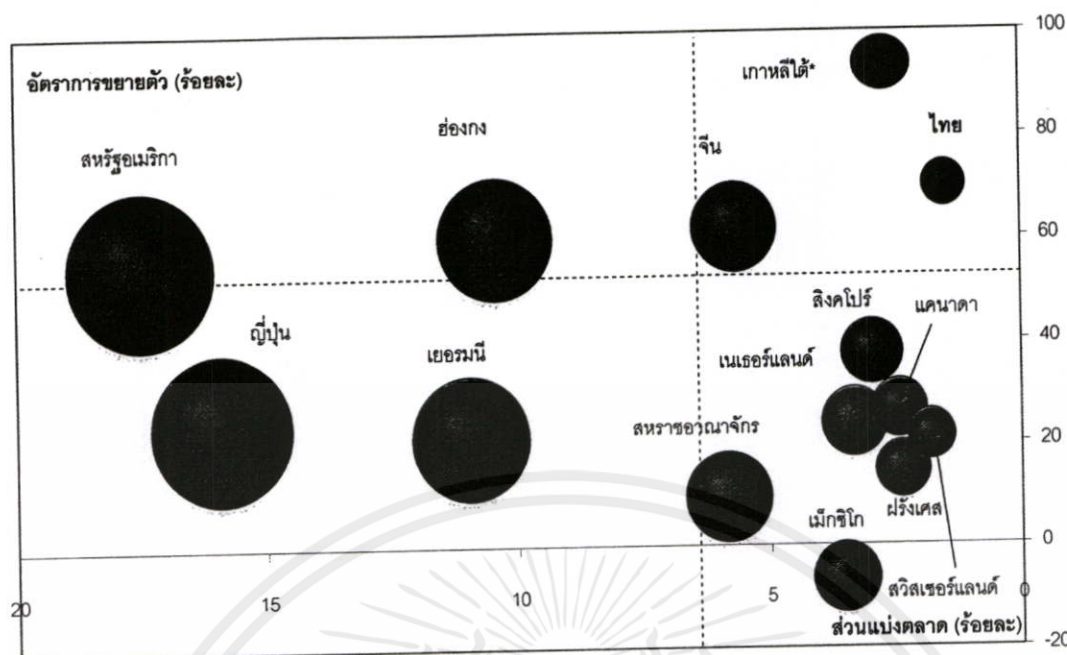 100
อัตราการขยายตัว (ร้อยละ)
เกาหลีใต้*
ฮ่องกง
ไทย
สหรัฐอเมริกา
จีน
80
60
สิงคโปร์
แคนาดา
ญี่ปุ่น
เยอรมนี
เนเธอร์แลนด์
40
สหราชอาณาจักร
20
เม็กซิโก
ฝรั่งเศส
0
สวิสเซอร์แลนด์
20
15
10
5
0
ส่วนแบ่งตลาด (ร้อยละ)
-20